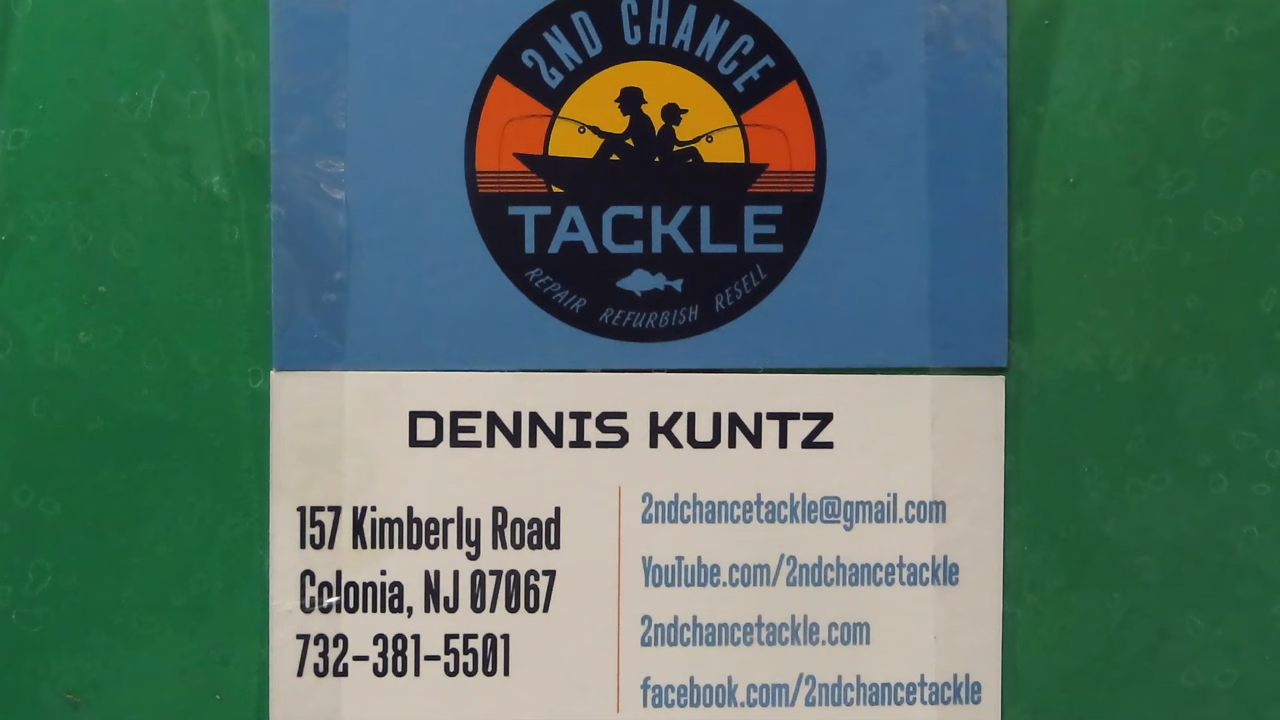 2ND CHANCE
TACKLE
REPAIR REFURBISH RESELL
DENNIS KUNTZ
157 Kimberly Road
Colonia, NJ 07067
732-381-5501
2ndchancetackle@gmail.com
YouTube.com/2ndchancetackle
2ndchancetackle.com
facebook.com/2ndchancetackle